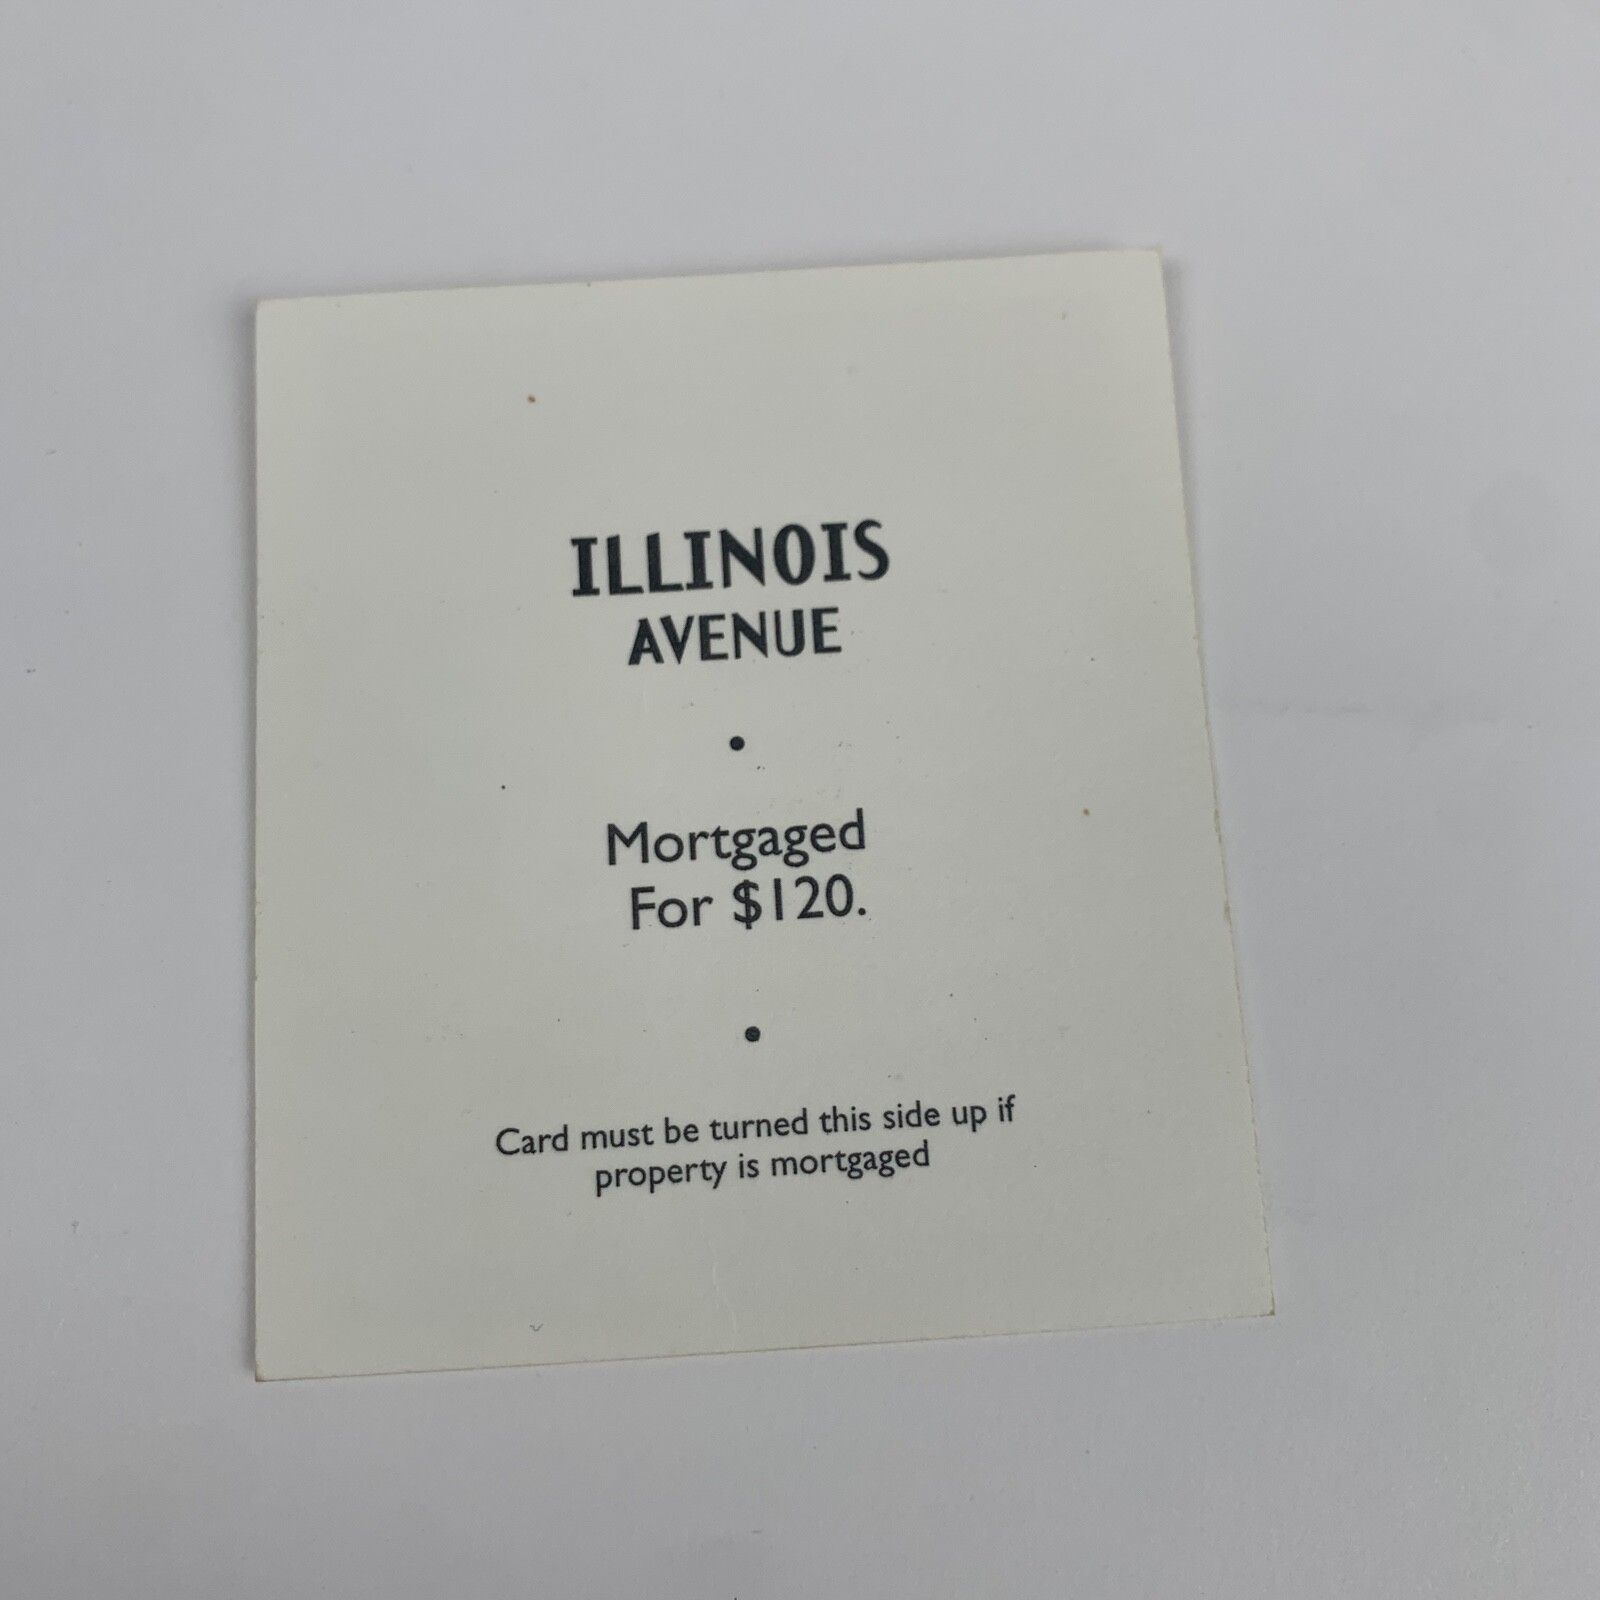 ILLINOIS
AVENUE
•
Mortgaged
For $120.
•
Card must be turned this side up if
property is mortgaged